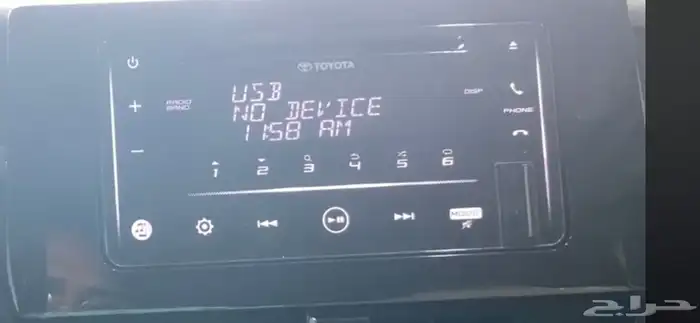 TOYOTA
RADIO
BAND
USB
NO DEVICE
11:58 AM
DISP
PHONE
1 2 3 4 5 6
MODE
حراج